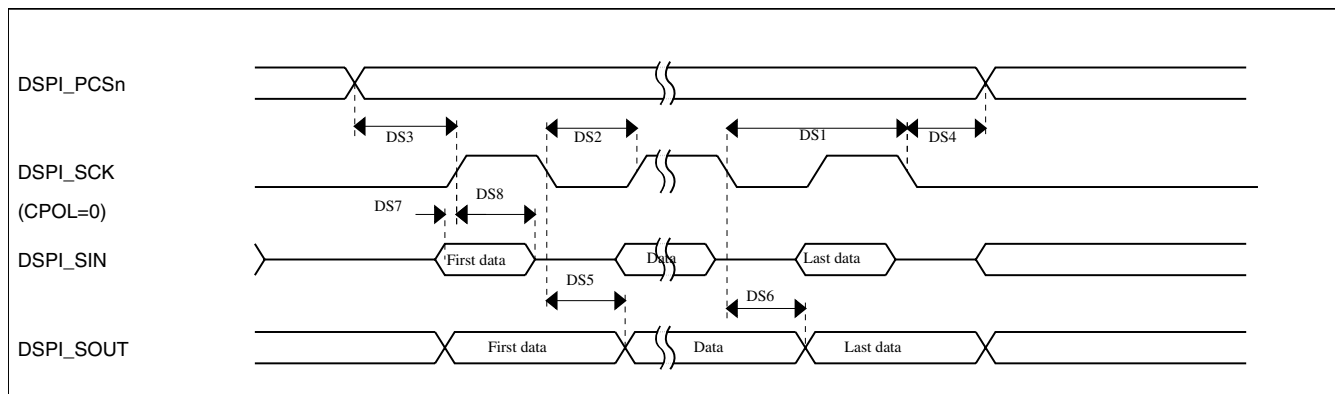 DSPI_PCSn
DS3
DS2
DS1
DS4
DSPI_SCK
(CPOL=0)
DS7
DS8
DSPI_SIN
First data
Data
Last data
DS5
DS6
DSPI_SOUT
First data
Data
Last data